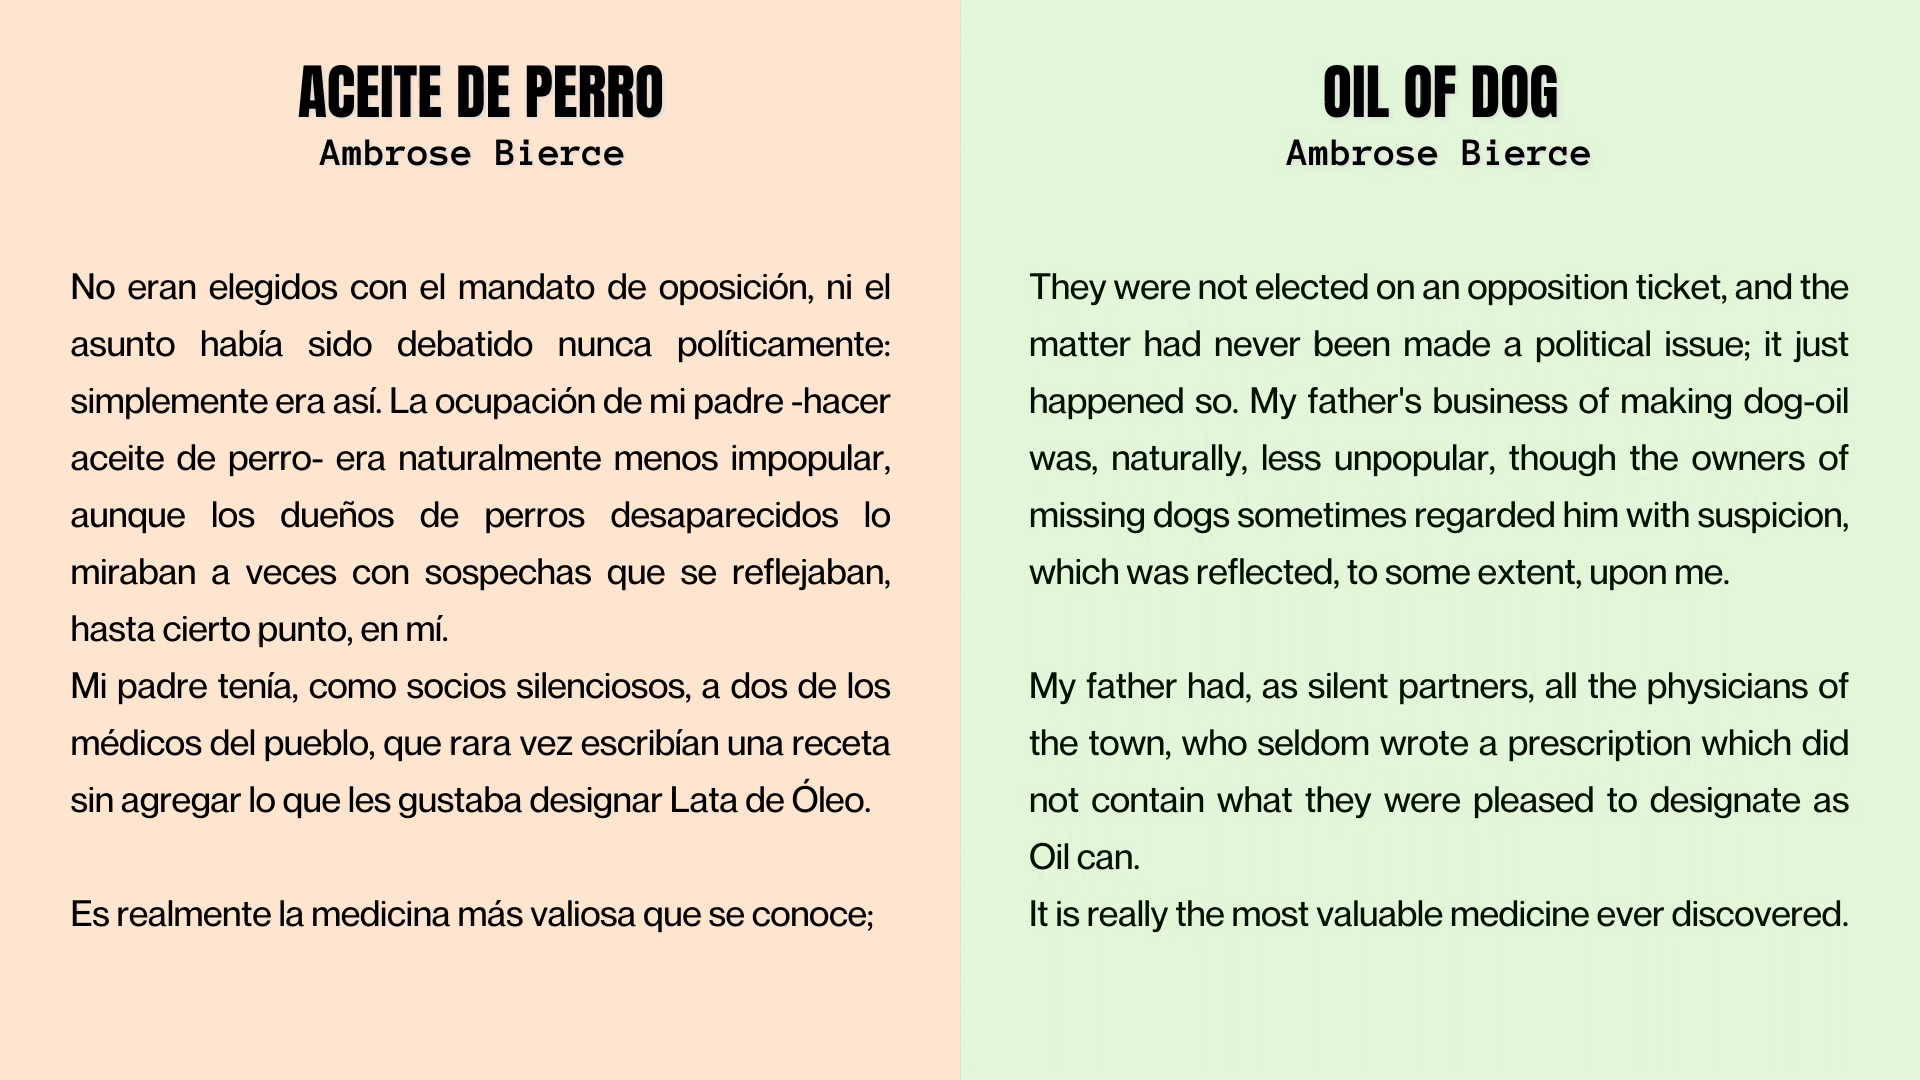 ACEITE DE PERRO
Ambrose Bierce
No eran elegidos con el mandato de oposición, ni el
asunto había sido debatido nunca políticamente:
simplemente era así. La ocupación de mi padre -hacer
aceite de perro- era naturalmente menos impopular,
aunque los dueños de perros desaparecidos lo
miraban a veces con sospechas que se reflejaban,
hasta cierto punto, en mí.
Mi padre tenía, como socios silenciosos, a dos de los
médicos del pueblo, que rara vez escribían una receta
sin agregar lo que les gustaba designar Lata de Óleo.
Es realmente la medicina más valiosa que se conoce;
OIL OF DOG
Ambrose Bierce
They were not elected on an opposition ticket, and the
matter had never been made a political issue; it just
happened so. My father's business of making dog-oil
was, naturally, less unpopular, though the owners of
missing dogs sometimes regarded him with suspicion,
which was reflected, to some extent, upon me.
My father had, as silent partners, all the physicians of
the town, who seldom wrote a prescription which did
not contain what they were pleased to designate as
Oil can.
It is really the most valuable medicine ever discovered.